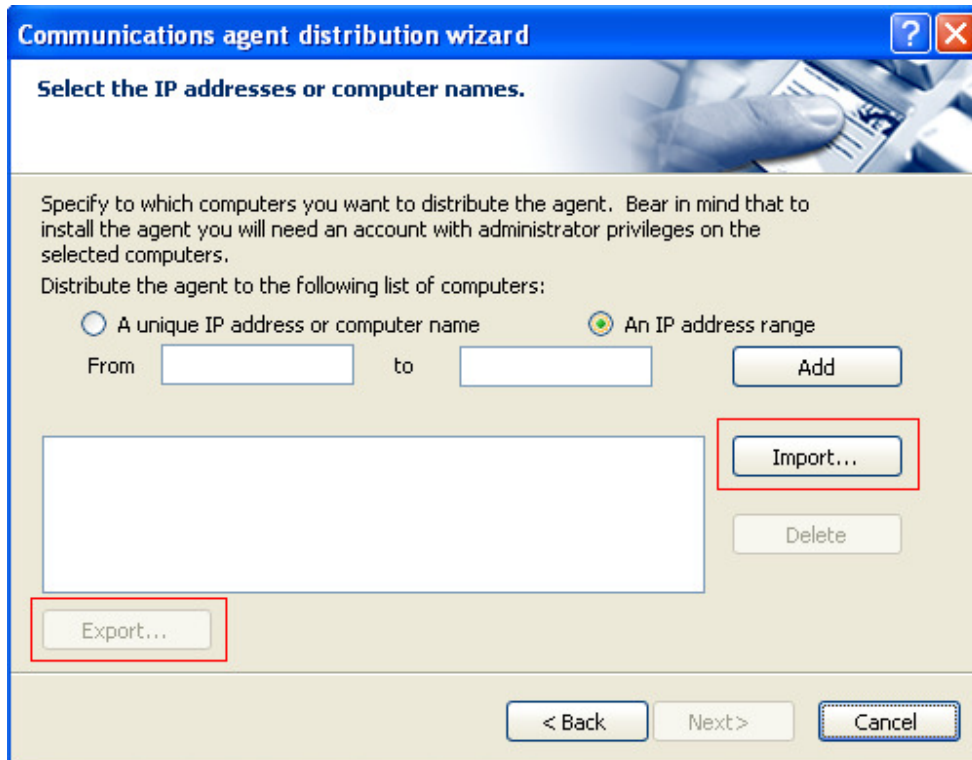 Communications agent distribution wizard
?
Select the IP addresses or computer names.
Specify to which computers you want to distribute the agent. Bear in mind that to
install the agent you will need an account with administrator privileges on the
selected computers.
Distribute the agent to the following list of computers:
A unique IP address or computer name An IP address range
From to Add
Import...
Delete
Export...
< Back Next> Cancel